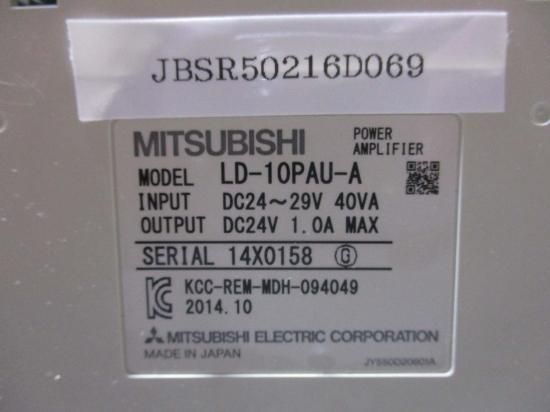 JBSR50216D069
MITSUBISHI POWER AMPLIFIER
MODEL LD-10PAU-A
INPUT DC24～29V 40VA
OUTPUT DC24V 1.0A MAX
SERIAL 14X0158 G
KCC-REM-MDH-094049
2014.10
MITSUBISHI ELECTRIC CORPORATION
MADE IN JAPAN JY550D20801A